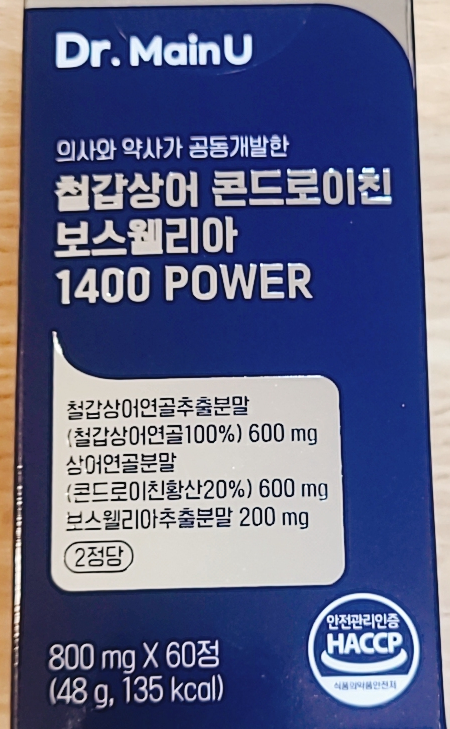 Dr. MainU
의사와 약사가 공동개발한
철갑상어 콘드로이친
보스웰리아
1400 POWER
철갑상어연골추출분말
(철갑상어연골100%) 600 mg
상어연골분말
(콘드로이친황산20%) 600 mg
보스웰리아추출분말 200 mg
2정당
800 mg X 60정
(48 g, 135 kcal)
안전관리인증
HACCP
식품의약품안전처